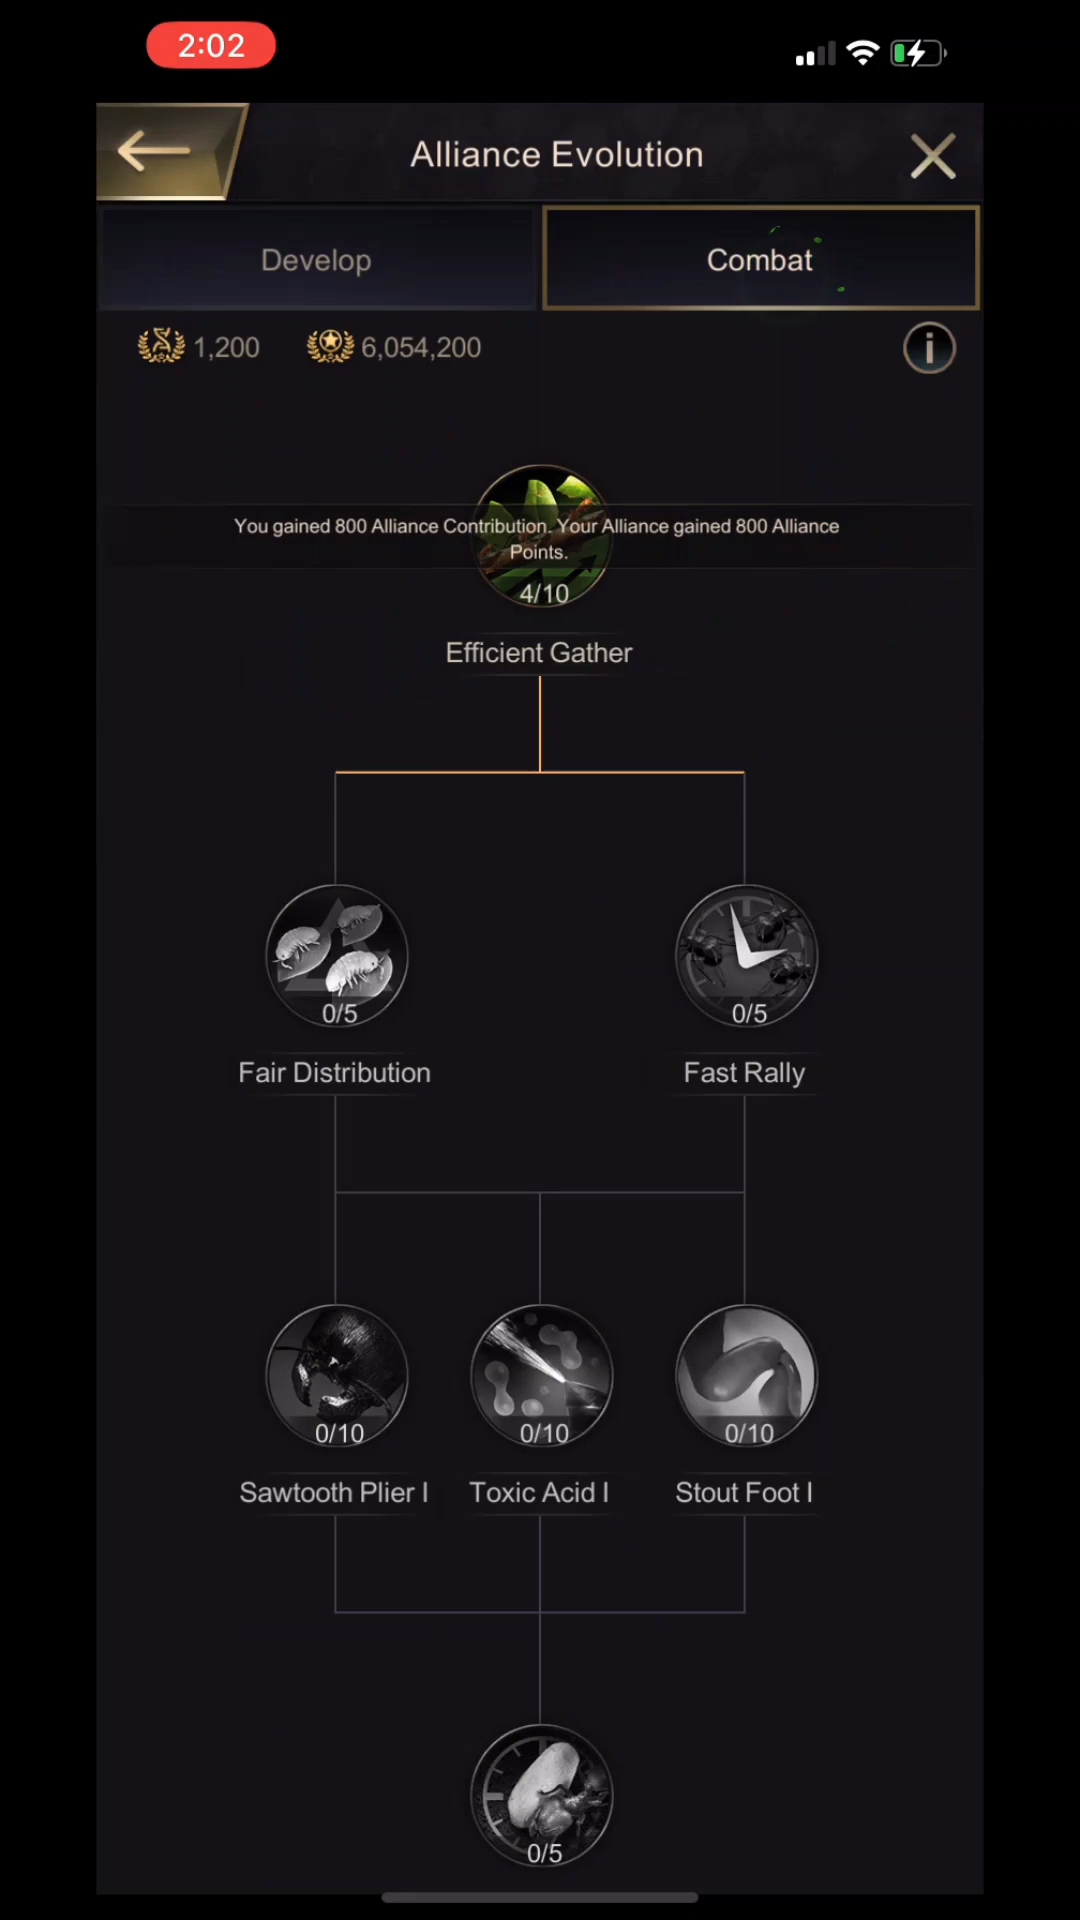 2:02
Alliance Evolution
Develop
Combat
1,200
6,054,200
You gained 800 Alliance Contribution. Your Alliance gained 800 Alliance
Points.
4/10
Efficient Gather
0/5
0/5
Fair Distribution
Fast Rally
0/10
0/10
0/10
Sawtooth Plier I
Toxic Acid I
Stout Foot I
0/5